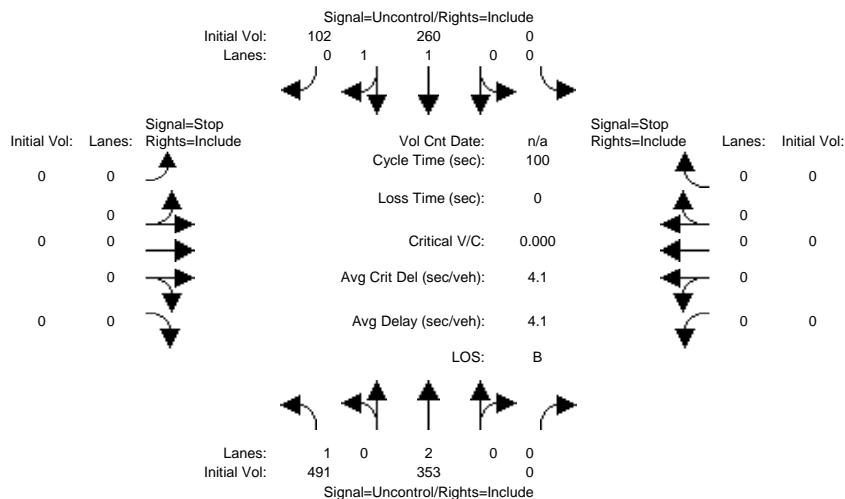 Signal=Uncontrol/Rights=Include
Initial Vol: 102 260 0
Lanes: 0 1 1 0 0
Signal=Stop
Initial Vol: Lanes: Rights=Include
Vol Cnt Date: n/a
Signal=Stop
Rights=Include Lanes: Initial Vol:
Cycle Time (sec): 100
0 0
0 0
Loss Time (sec): 0
0
0
0 0
Critical V/C: 0.000
0 0
0
Avg Crit Del (sec/veh): 4.1
0
0 0
Avg Delay (sec/veh): 4.1
0 0
LOS: B
Lanes: 1 0 2 0 0
Initial Vol: 491 353 0
Signal=Uncontrol/Rights=Include